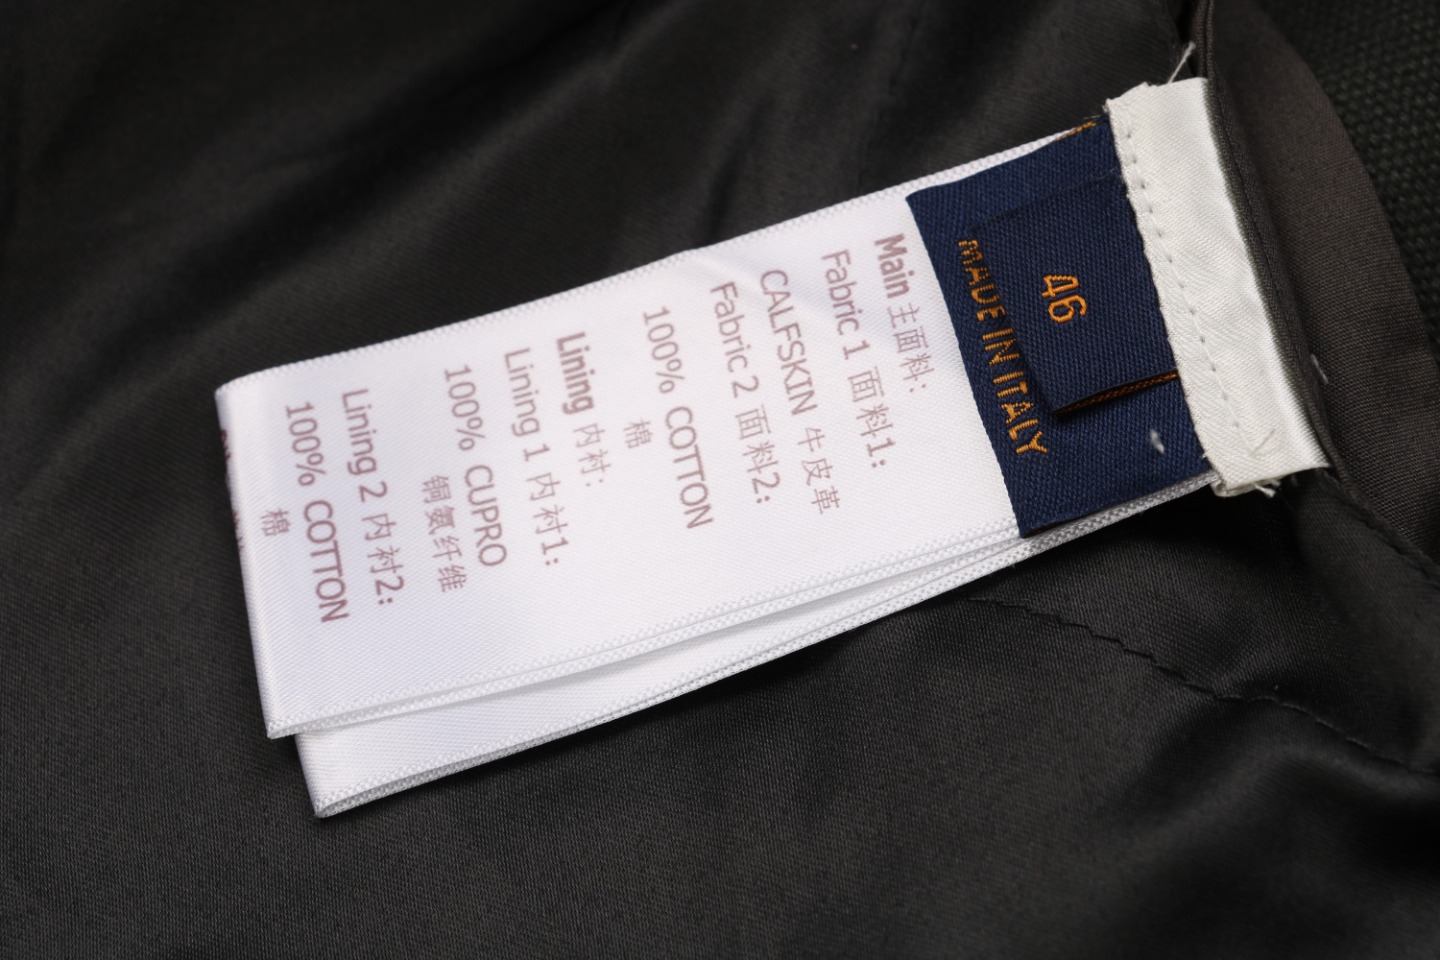 46
MADE IN ITALY
Main 主面料:
Fabric 1 面料1:
CALFSKIN 牛皮革
Fabric 2 面料2:
100% COTTON
棉
Lining 内衬:
Lining 1 内衬1:
100% CUPRO
铜氨纤维
Lining 2 内衬2:
100% COTTON
棉